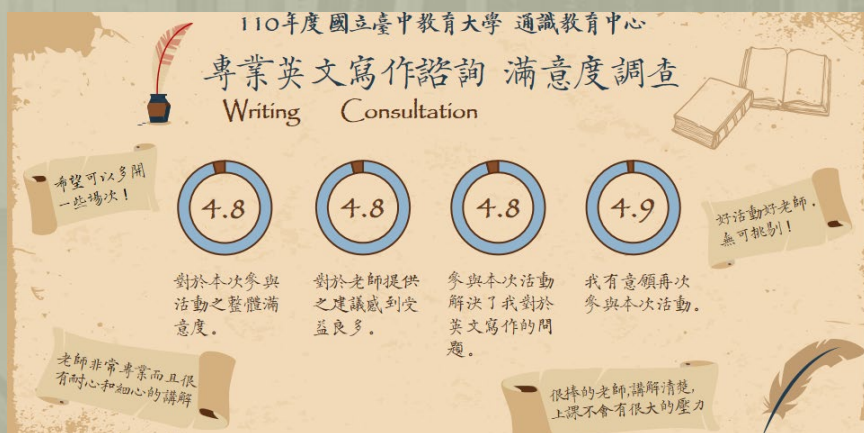 110年度國立臺中教育大學 通識教育中心
專業英文寫作諮詢 滿意度調查
Writing Consultation
希望可以多開
一些場次！
4.8
4.8
4.8
4.9
好活動好老師，
無可挑剔！
對於本次參與
活動之整體滿
意度。
對於老師提供
之建議感到受
益良多。
參與本次活動
解決了我對於
英文寫作的問
題。
我有意願再次
參與本次活動。
老師非常專業而且很
有耐心和細心的講解
很棒的老師,講解清楚,
上課不會有很大的壓力